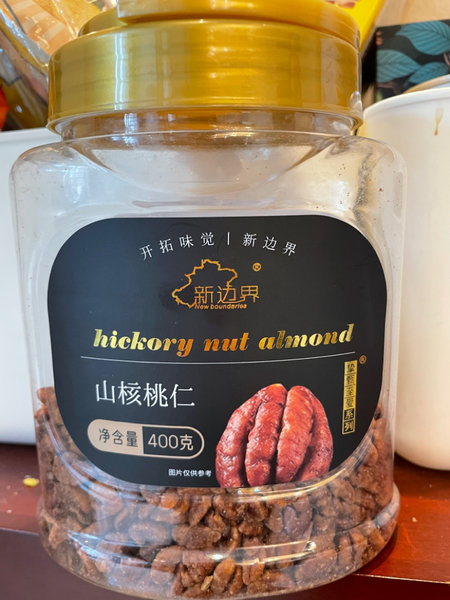 开拓味觉 | 新边界
新边界®
New boundaries
hickory nut almond
山核桃仁
净含量 400克
图片仅供参考